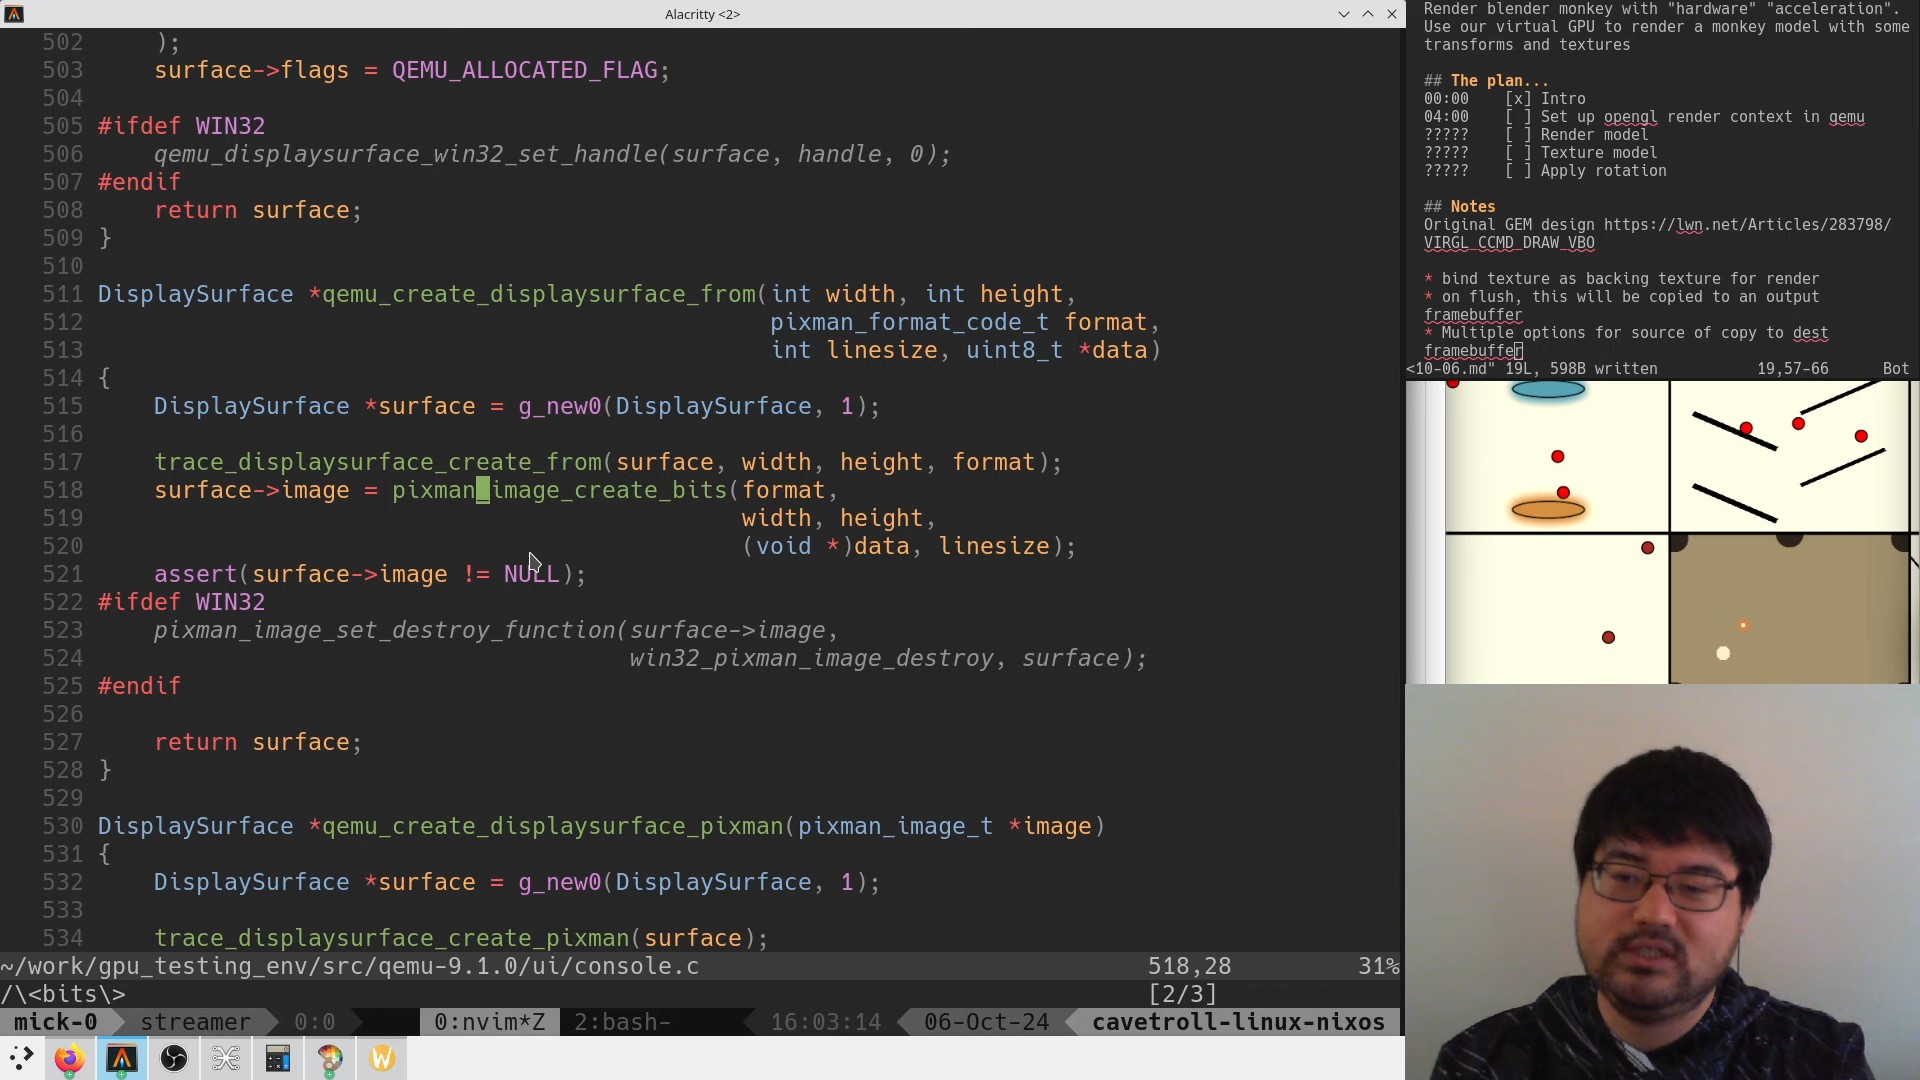 Alacritty <2>
502     );
503     surface->flags = QEMU_ALLOCATED_FLAG;
504
505 #ifdef WIN32
506     qemu_displaysurface_win32_set_handle(surface, handle, 0);
507 #endif
508     return surface;
509 }
510
511 DisplaySurface *qemu_create_displaysurface_from(int width, int height,
512                                                 pixman_format_code_t format,
513                                                 int linesize, uint8_t *data)
514 {
515     DisplaySurface *surface = g_new0(DisplaySurface, 1);
516
517     trace_displaysurface_create_from(surface, width, height, format);
518     surface->image = pixman_image_create_bits(format,
519                                               width, height,
520                                               (void *)data, linesize);
521     assert(surface->image != NULL);
522 #ifdef WIN32
523     pixman_image_set_destroy_function(surface->image,
524                                       win32_pixman_image_destroy, surface);
525 #endif
526
527     return surface;
528 }
529
530 DisplaySurface *qemu_create_displaysurface_pixman(pixman_image_t *image)
531 {
532     DisplaySurface *surface = g_new0(DisplaySurface, 1);
533
534     trace_displaysurface_create_pixman(surface);
~/work/gpu_testing_env/src/qemu-9.1.0/ui/console.c 518,28 31%
/\<bits\> [2/3]
mick-0 streamer 0:0 0:nvim*Z 2:bash- 16:03:14 06-Oct-24 cavetroll-linux-nixos
Render blender monkey with "hardware" "acceleration".
Use our virtual GPU to render a monkey model with some
transforms and textures
## The plan...
00:00 [x] Intro
04:00 [ ] Set up opengl render context in qemu
????? [ ] Render model
????? [ ] Texture model
????? [ ] Apply rotation
## Notes
Original GEM design https://lwn.net/Articles/283798/
VIRGL_CCMD_DRAW_VBO
* bind texture as backing texture for render
* on flush, this will be copied to an output
framebuffer
* Multiple options for source of copy to dest
framebuffer
<10-06.md" 19L, 598B written 19,57-66 Bot
W